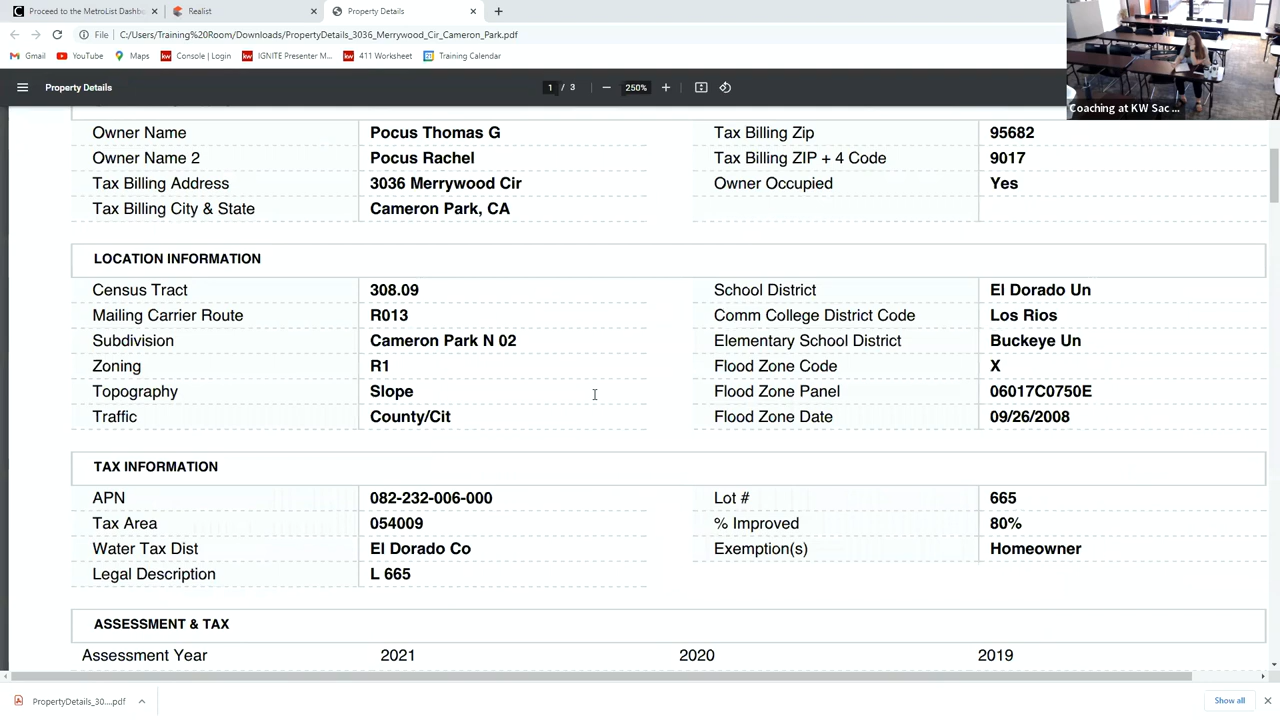 Proceed to the MetroList Dashb
Realist
Property Details
File
C:/Users/Training%20Room/Downloads/PropertyDetails_3036_Merrywood_Cir_Cameron_Park.pdf
Gmail
YouTube
Maps
Console | Login
IGNITE Presenter M...
411 Worksheet
Training Calendar
Property Details
1 / 3
250%
Coaching at KW Sac ...
Owner Name Pocus Thomas G Tax Billing Zip 95682
Owner Name 2 Pocus Rachel Tax Billing ZIP + 4 Code 9017
Tax Billing Address 3036 Merrywood Cir Owner Occupied Yes
Tax Billing City & State Cameron Park, CA
LOCATION INFORMATION
Census Tract 308.09 School District El Dorado Un
Mailing Carrier Route R013 Comm College District Code Los Rios
Subdivision Cameron Park N 02 Elementary School District Buckeye Un
Zoning R1 Flood Zone Code X
Topography Slope Flood Zone Panel 06017C0750E
Traffic County/Cit Flood Zone Date 09/26/2008
TAX INFORMATION
APN 082-232-006-000 Lot # 665
Tax Area 054009 % Improved 80%
Water Tax Dist El Dorado Co Exemption(s) Homeowner
Legal Description L 665
ASSESSMENT & TAX
Assessment Year 2021 2020 2019
PropertyDetails_30....pdf
Show all